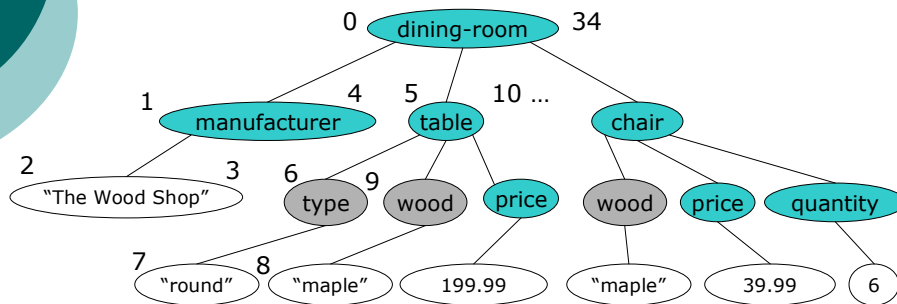 0 dining-room 34
1 manufacturer 4 5 table 10 ... chair
2 "The Wood Shop" 3 6 type 9 wood price wood price quantity
7 "round" 8 "maple" 199.99 "maple" 39.99 6